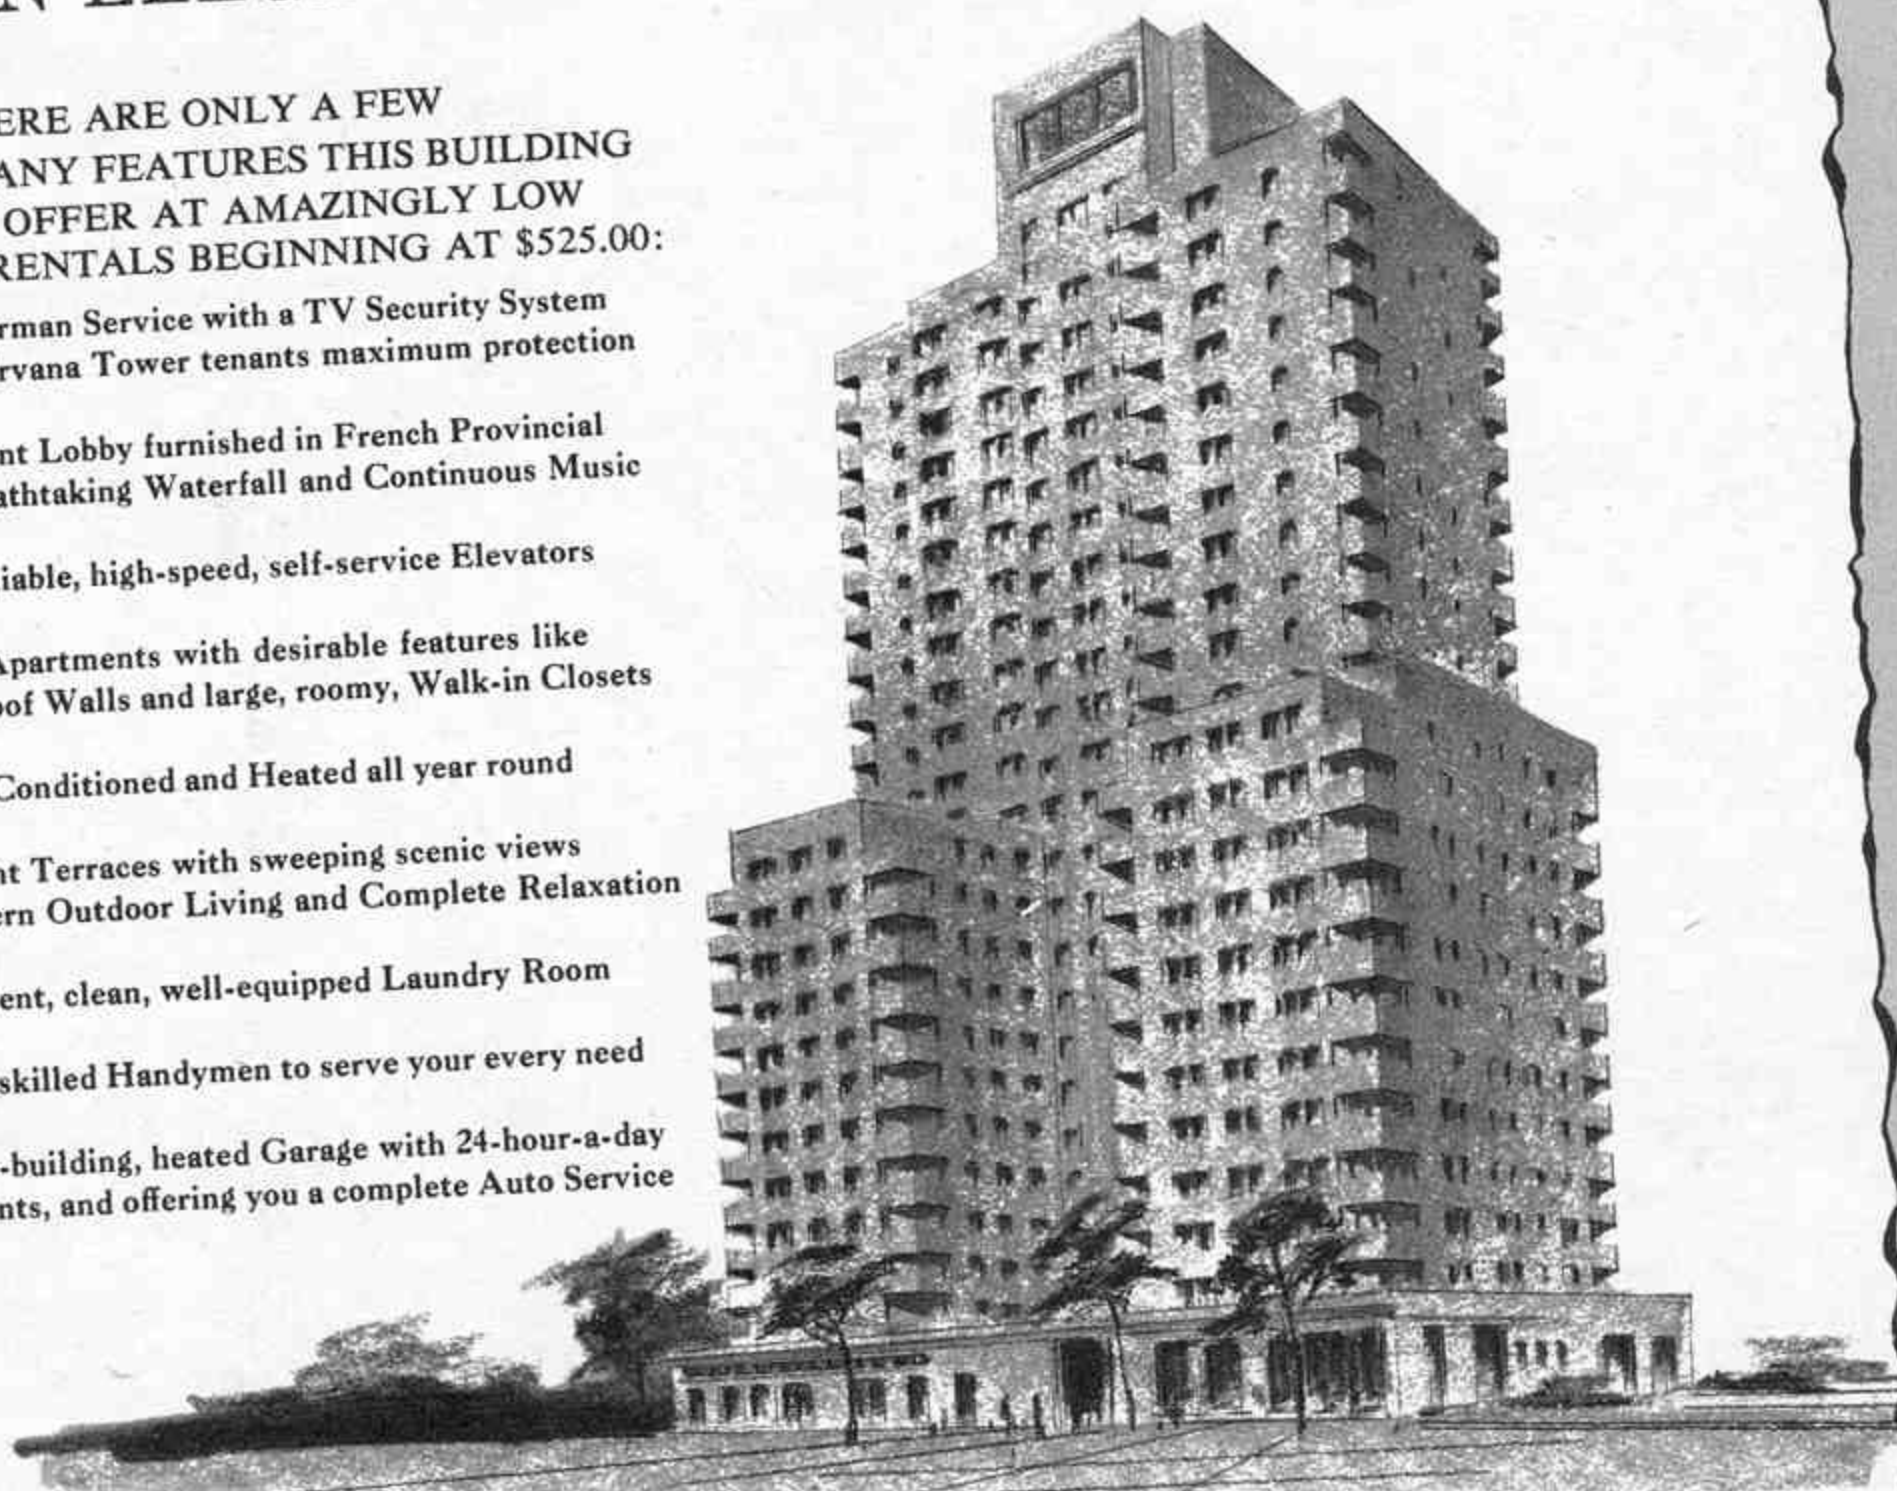 ERE ARE ONLY A FEW
ANY FEATURES THIS BUILDING
OFFER AT AMAZINGLY LOW
RENTALS BEGINNING AT $525.00:
rman Service with a TV Security System
rvana Tower tenants maximum protection
nt Lobby furnished in French Provincial
athtaking Waterfall and Continuous Music
iable, high-speed, self-service Elevators
Apartments with desirable features like
oof Walls and large, roomy, Walk-in Closets
Conditioned and Heated all year round
nt Terraces with sweeping scenic views
ern Outdoor Living and Complete Relaxation
ent, clean, well-equipped Laundry Room
skilled Handymen to serve your every need
-building, heated Garage with 24-hour-a-day
nts, and offering you a complete Auto Service